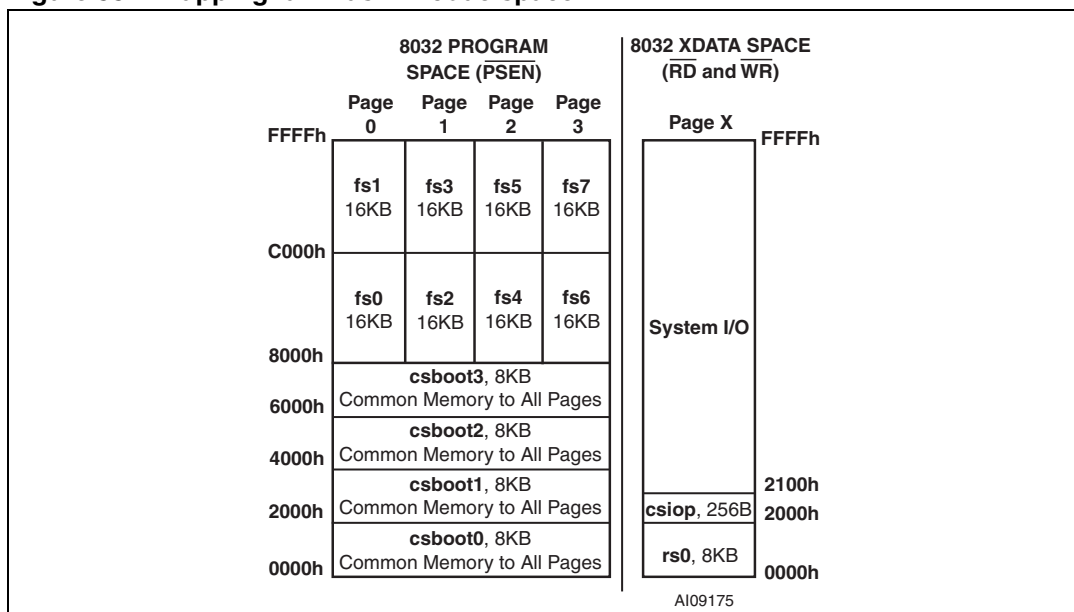 8032 PROGRAM
SPACE (PSEN)
Page 0
Page 1
Page 2
Page 3
FFFFh
fs1
16KB
fs3
16KB
fs5
16KB
fs7
16KB
C000h
fs0
16KB
fs2
16KB
fs4
16KB
fs6
16KB
8000h
csboot3, 8KB
Common Memory to All Pages
6000h
csboot2, 8KB
Common Memory to All Pages
4000h
csboot1, 8KB
Common Memory to All Pages
2000h
csboot0, 8KB
Common Memory to All Pages
0000h
8032 XDATA SPACE
(RD and WR)
Page X
FFFFh
System I/O
2100h
csiop, 256B
2000h
rs0, 8KB
0000h
AI09175